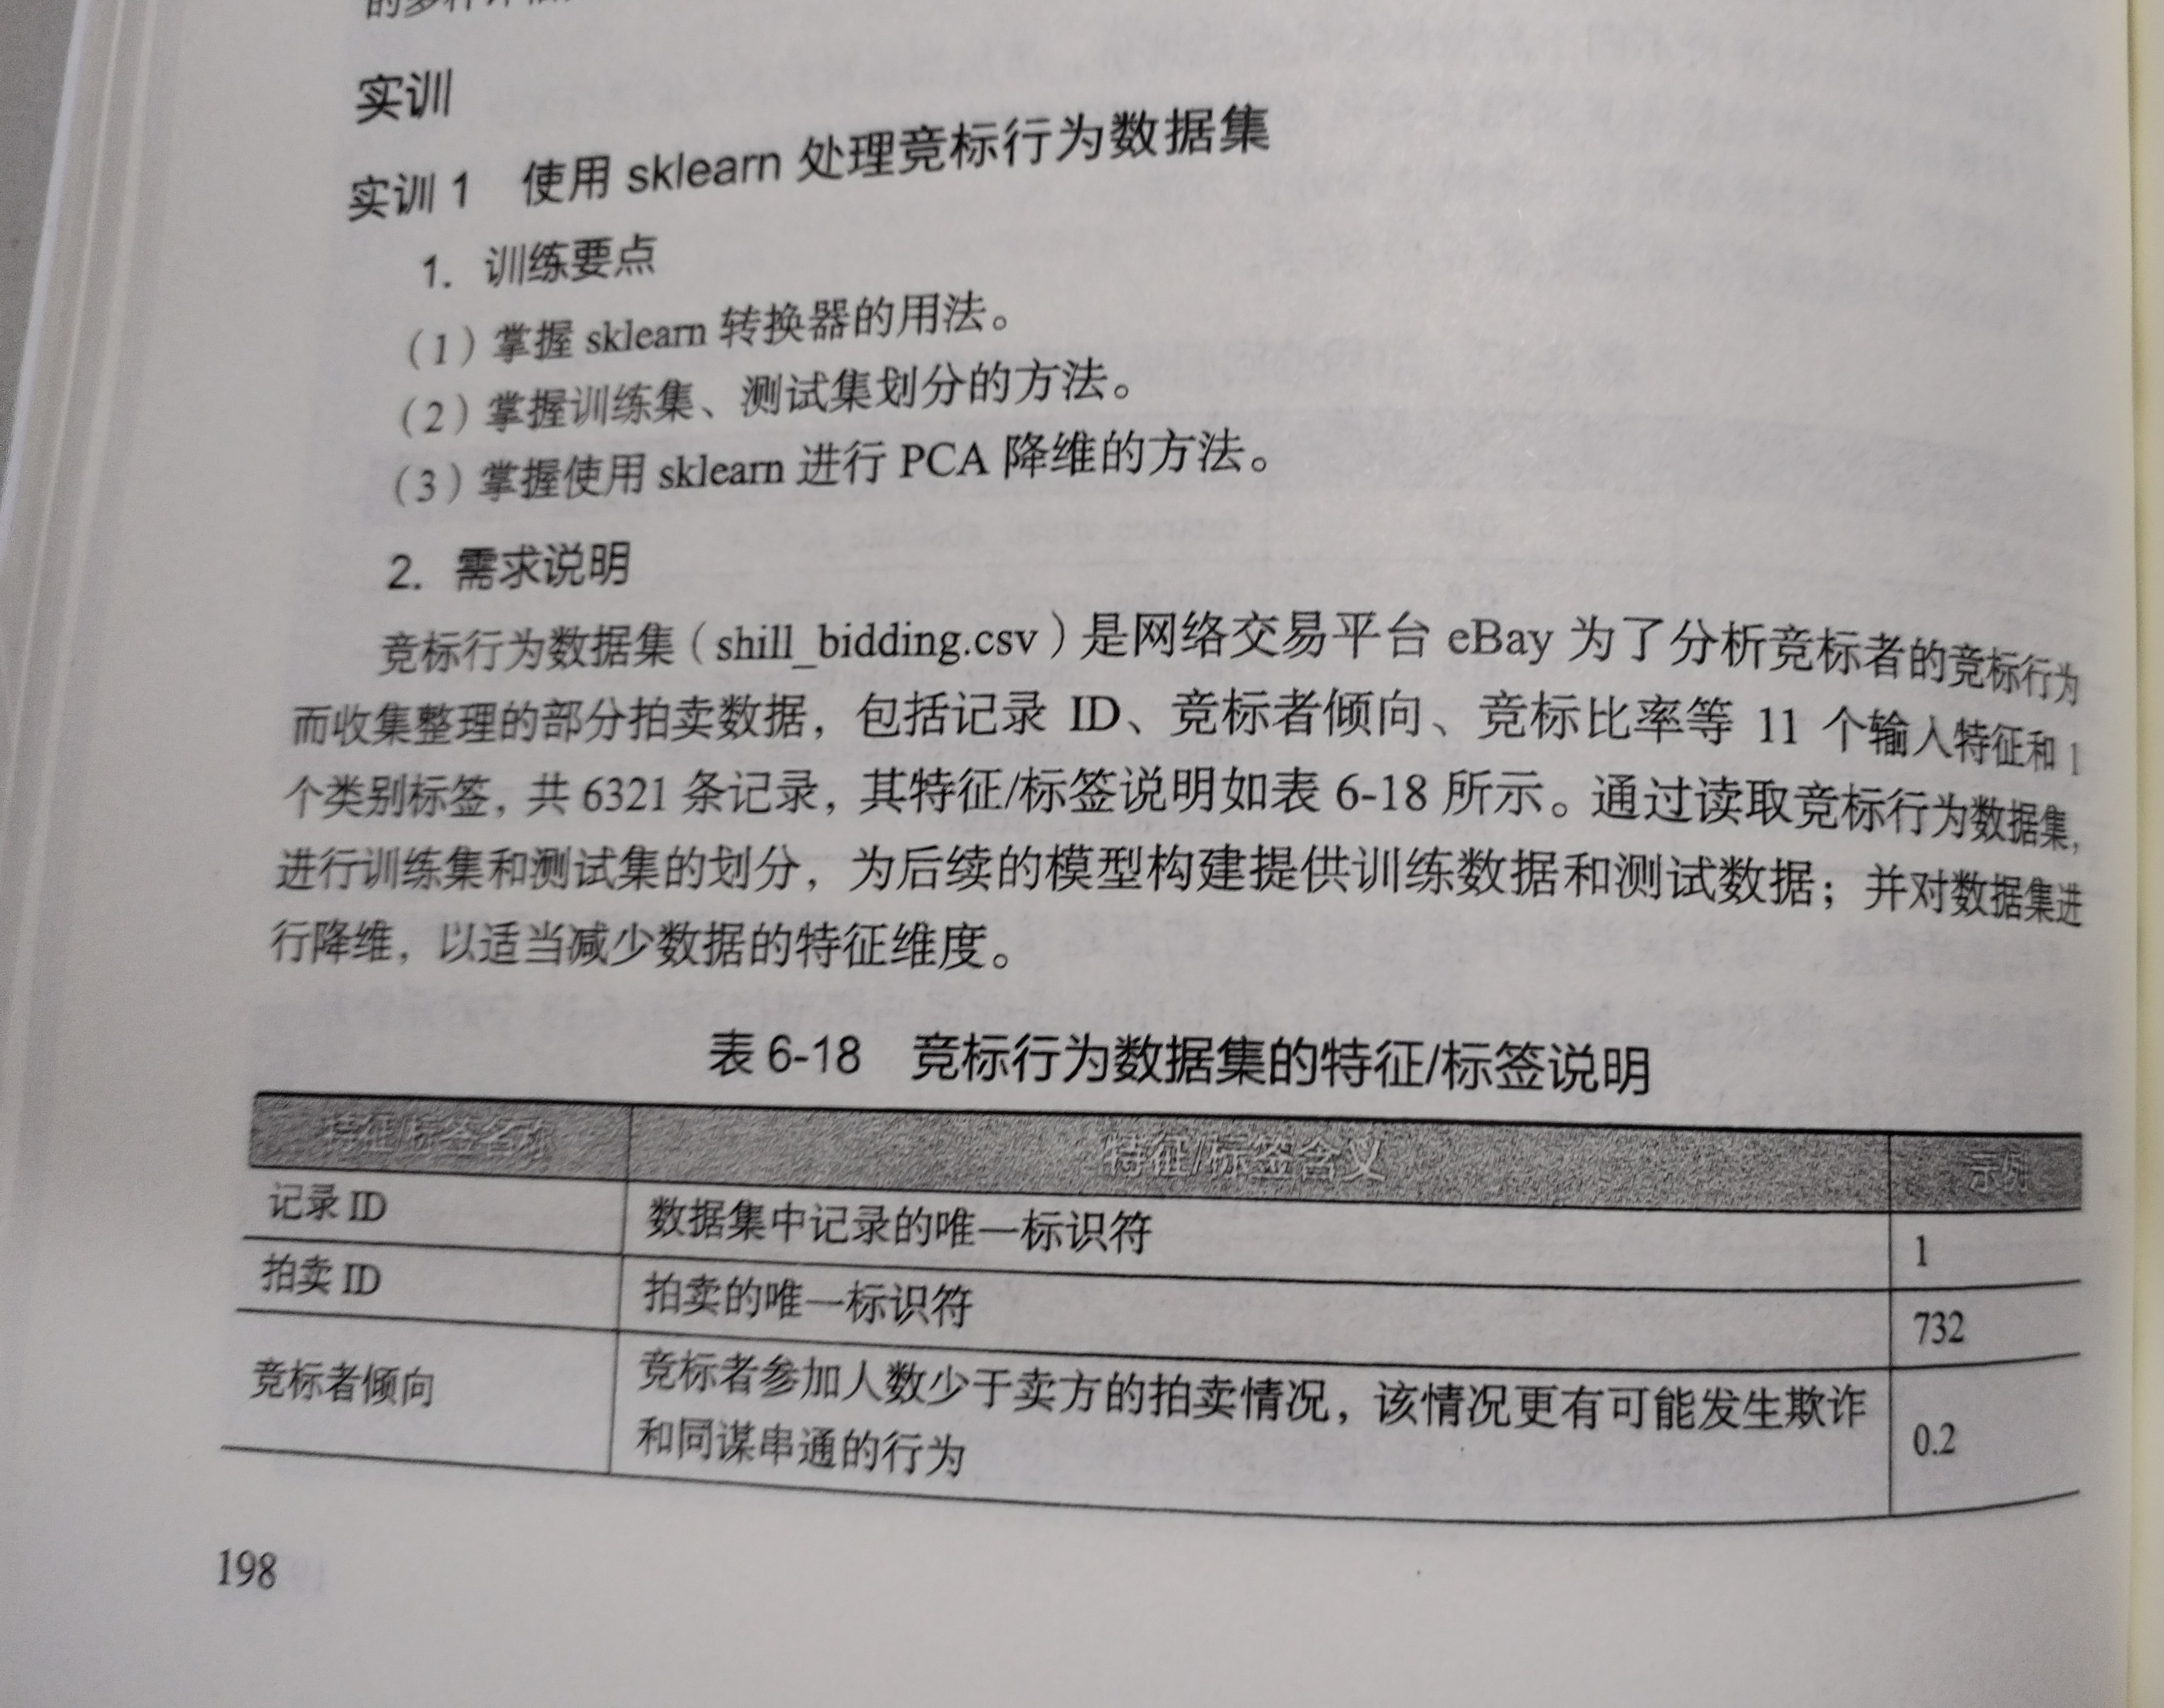 实训
实训 1 使用 sklearn 处理竞标行为数据集
1. 训练要点
（1）掌握 sklearn 转换器的用法。
（2）掌握训练集、测试集划分的方法。
（3）掌握使用 sklearn 进行 PCA 降维的方法。
2. 需求说明
竞标行为数据集（shill_bidding.csv）是网络交易平台 eBay 为了分析竞标者的竞标行为
而收集整理的部分拍卖数据，包括记录 ID、竞标者倾向、竞标比率等 11 个输入特征和 1
个类别标签，共 6321 条记录，其特征/标签说明如表 6-18 所示。通过读取竞标行为数据集，
进行训练集和测试集的划分，为后续的模型构建提供训练数据和测试数据；并对数据集进
行降维，以适当减少数据的特征维度。
表 6-18 竞标行为数据集的特征/标签说明
特征/标签名称 特征/标签含义 示例
记录 ID 数据集中记录的唯一标识符 1
拍卖 ID 拍卖的唯一标识符 732
竞标者倾向 竞标者参加人数少于卖方的拍卖情况，该情况更有可能发生欺诈
和同谋串通的行为 0.2
198